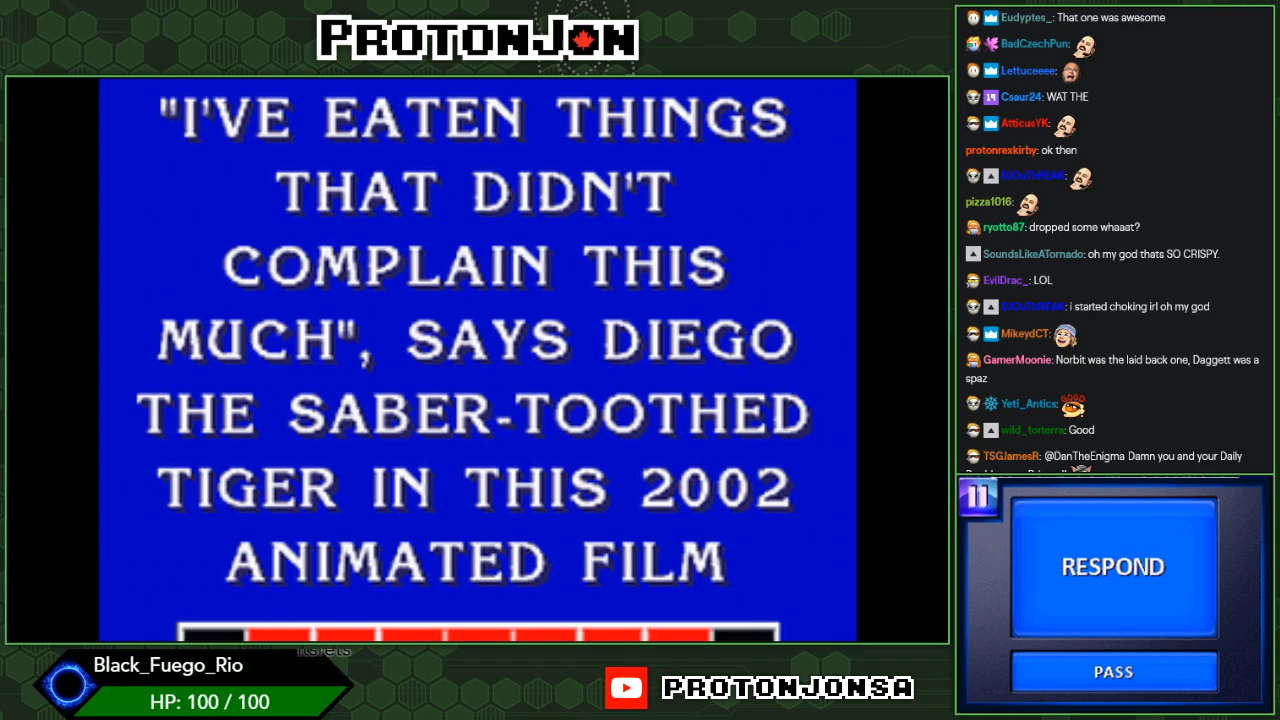 PROTONJON
"I'VE EATEN THINGS
THAT DIDN'T
COMPLAIN THIS
MUCH", SAYS DIEGO
THE SABER-TOOTHED
TIGER IN THIS 2002
ANIMATED FILM
Eudyptes_: That one was awesome
BadCzechPun:
Lettuceeee:
Csaur24: WAT THE
AtticusYK:
protonrexkirby: ok then
pizza1016:
ryotto87: dropped some whaaat?
SoundsLikeATornado: oh my god thats SO CRISPY.
EvilDrac_: LOL
: i started choking irl oh my god
MikeydCT:
GamerMoonie: Norbit was the laid back one, Daggett was a
spaz
Yeti_Antics:
wild_torterra: Good
TSGJamesR: @DanTheEnigma Damn you and your Daily
RESPOND
PASS
Black_Fuego_Rio
HP: 100 / 100
PROTONJONSA